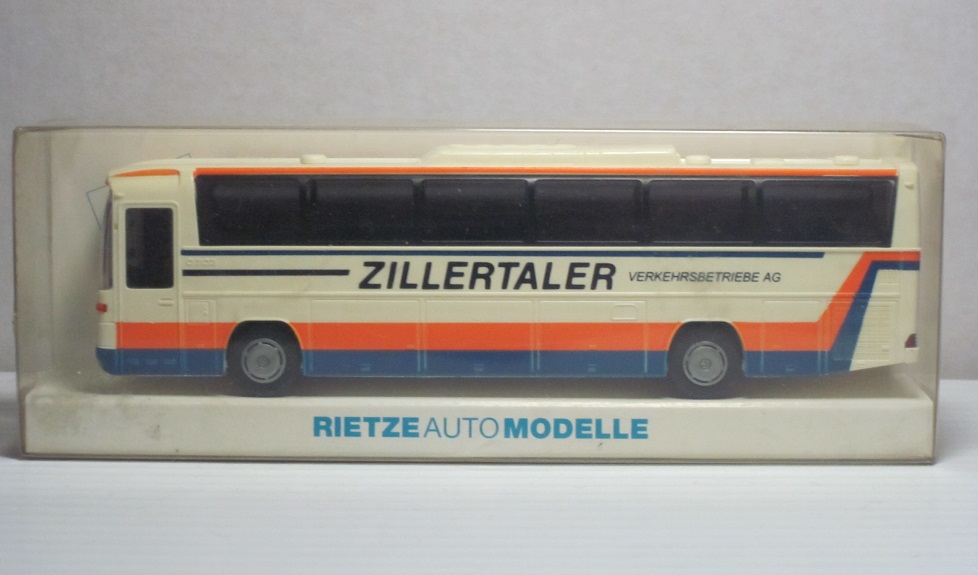 ZILLERTALER VERKEHRSBETRIEBE AG
RIETZE AUTO MODELLE